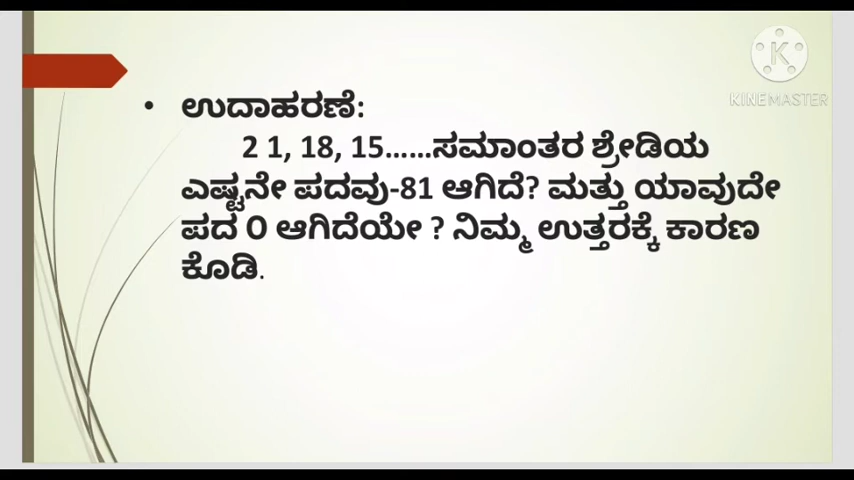 K
KINEMASTER
• ಉದಾಹರಣೆ:
2 1, 18, 15......ಸಮಾಂತರ ಶ್ರೇಡಿಯ
ಎಷ್ಟನೇ ಪದವು-81 ಆಗಿದೆ? ಮತ್ತು ಯಾವುದೇ
ಪದ 0 ಆಗಿದೆಯೇ ? ನಿಮ್ಮ ಉತ್ತರಕ್ಕೆ ಕಾರಣ
ಕೊಡಿ.